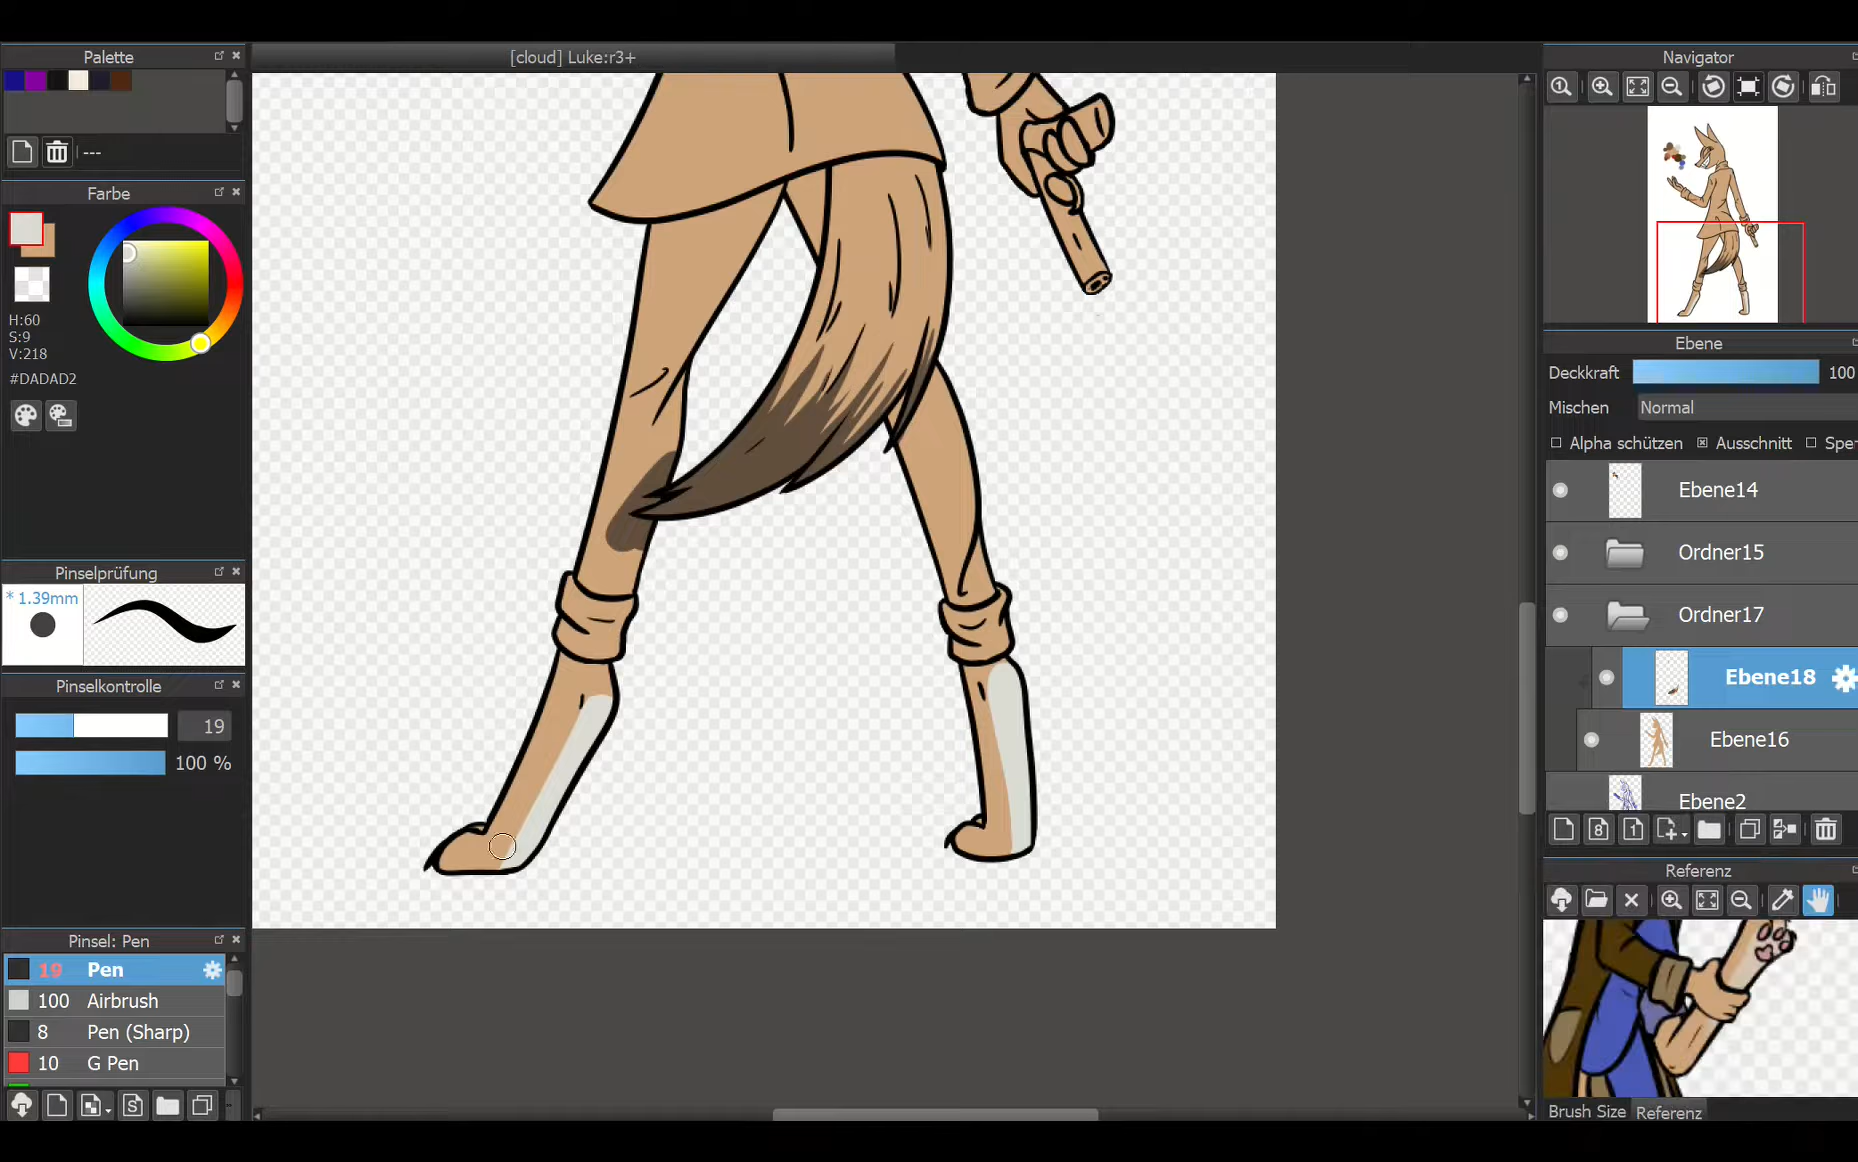 Palette
[cloud] Luke:r3+
Navigator
---
Farbe
H:60
S:9
V:218
#DADAD2
Ebene
Deckkraft 100
Mischen Normal
Alpha schützen Ausschnitt Spe
Ebene14
Ordner15
Ordner17
Ebene18
Ebene16
Ebene2
Pinselprüfung
* 1.39mm
Pinselkontrolle
19
100 %
Referenz
Pinsel: Pen
19 Pen
100 Airbrush
8 Pen (Sharp)
10 G Pen
Brush Size Referenz